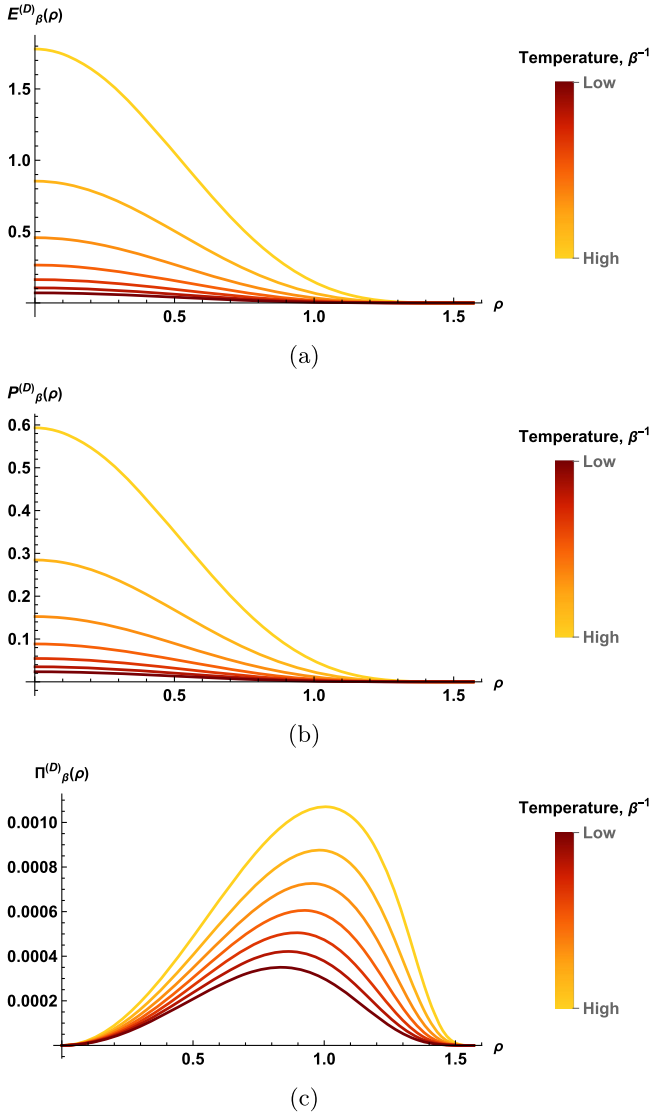 E^(D)_β(ρ)
Temperature, β⁻¹
Low
High
1.5
1.0
0.5
0.5
1.0
1.5
ρ
(a)
P^(D)_β(ρ)
Temperature, β⁻¹
Low
High
0.6
0.5
0.4
0.3
0.2
0.1
0.5
1.0
1.5
ρ
(b)
Π^(D)_β(ρ)
Temperature, β⁻¹
Low
High
0.0010
0.0008
0.0006
0.0004
0.0002
0.5
1.0
1.5
ρ
(c)